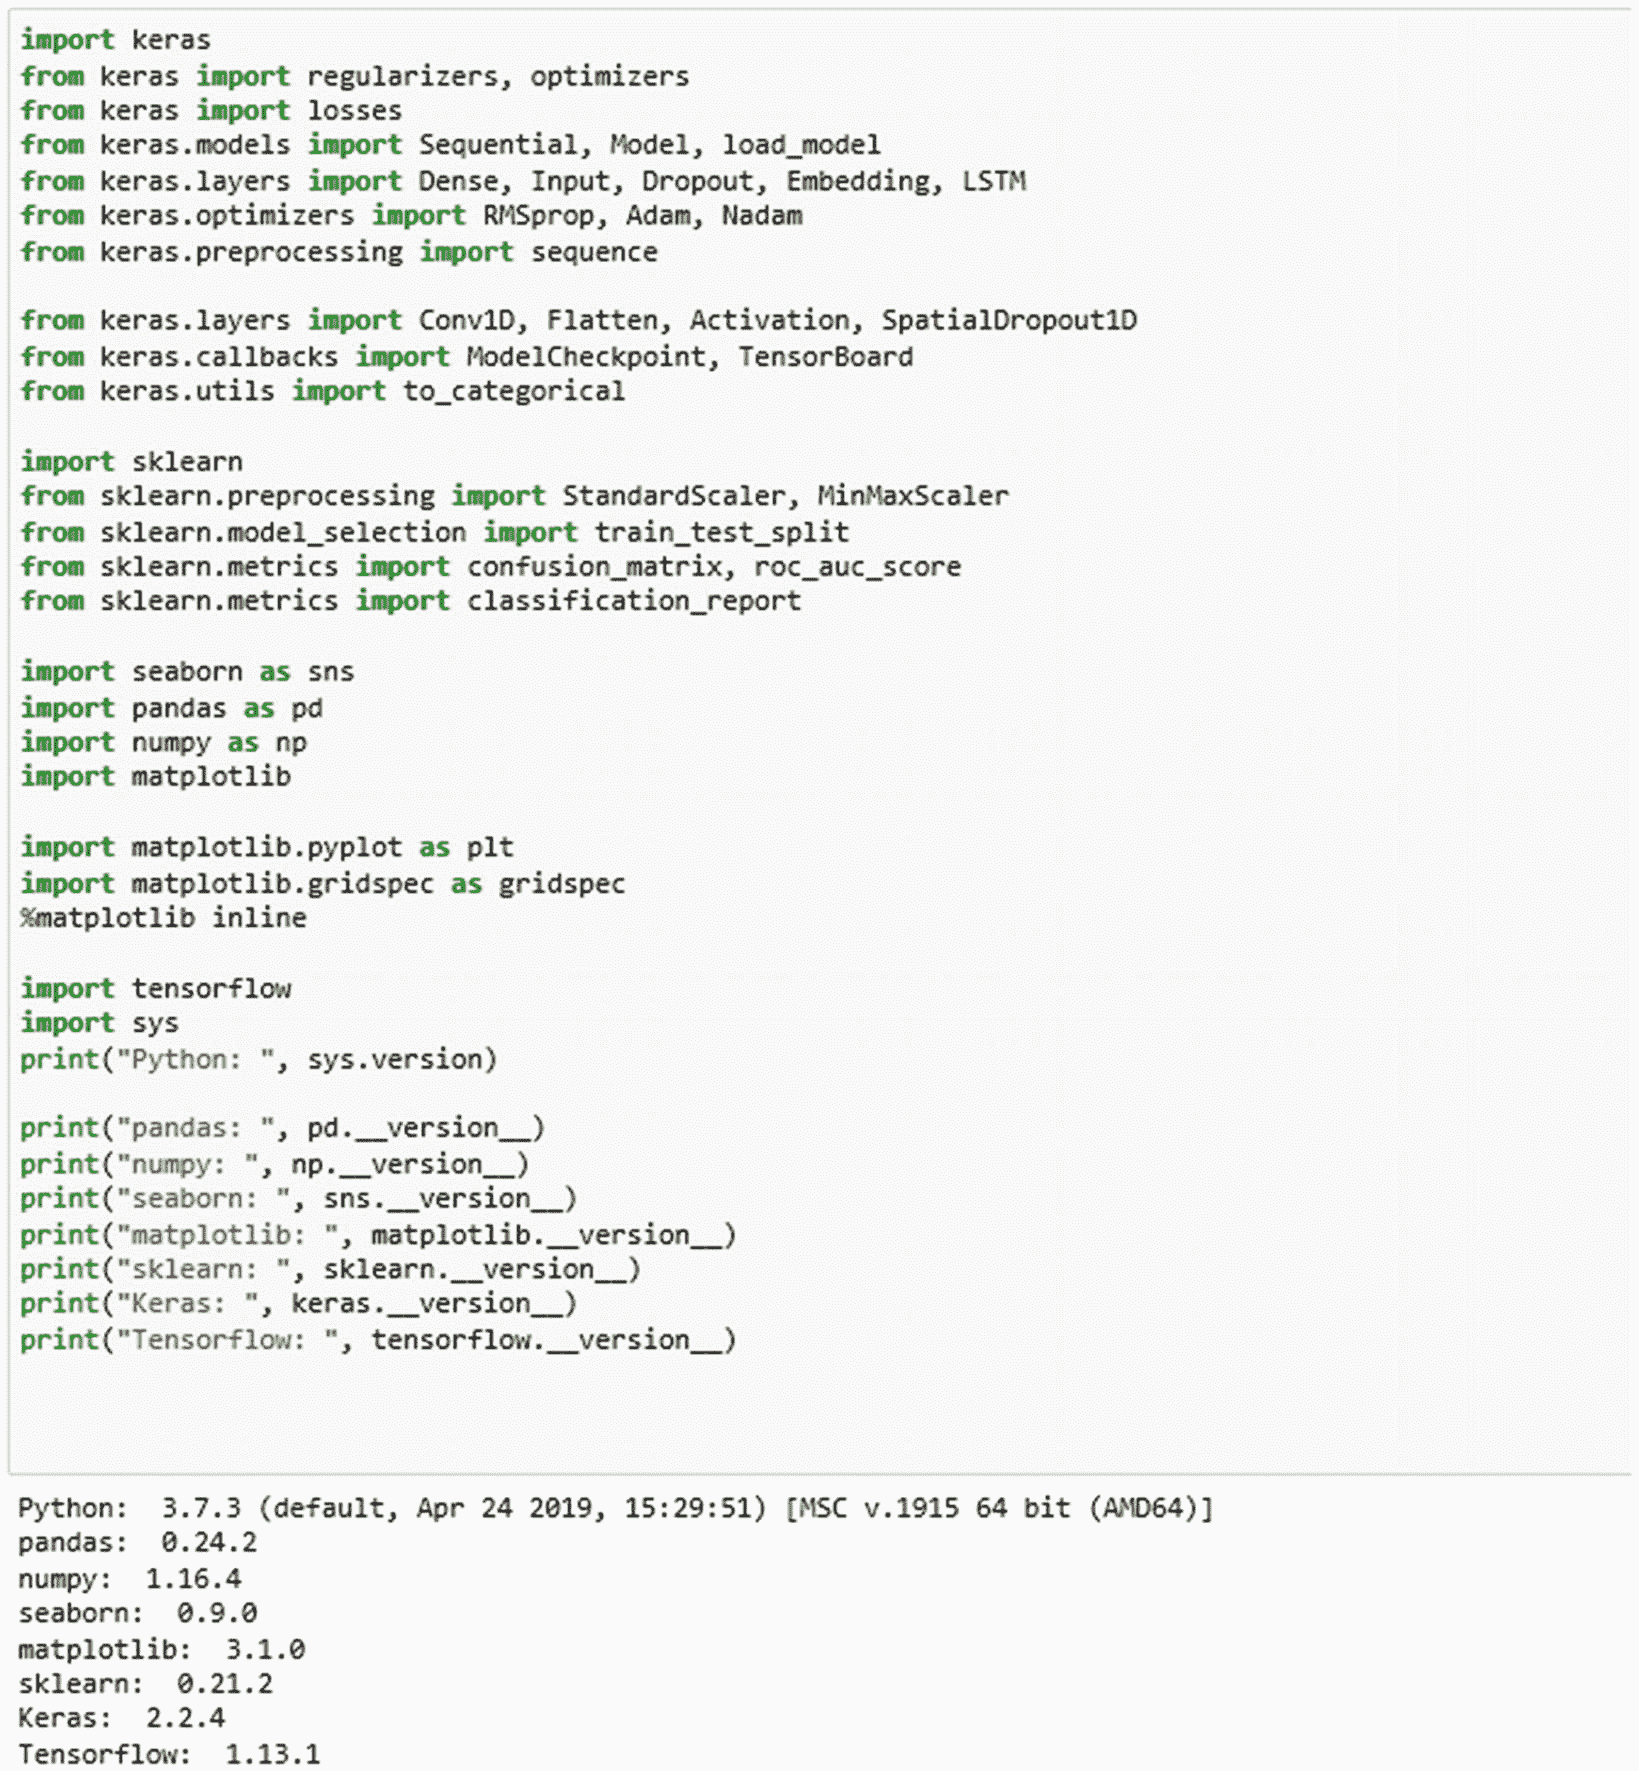 import keras
from keras import regularizers, optimizers
from keras import losses
from keras.models import Sequential, Model, load_model
from keras.layers import Dense, Input, Dropout, Embedding, LSTM
from keras.optimizers import RMSprop, Adam, Nadam
from keras.preprocessing import sequence
from keras.layers import Conv1D, Flatten, Activation, SpatialDropout1D
from keras.callbacks import ModelCheckpoint, TensorBoard
from keras.utils import to_categorical
import sklearn
from sklearn.preprocessing import StandardScaler, MinMaxScaler
from sklearn.model_selection import train_test_split
from sklearn.metrics import confusion_matrix, roc_auc_score
from sklearn.metrics import classification_report
import seaborn as sns
import pandas as pd
import numpy as np
import matplotlib
import matplotlib.pyplot as plt
import matplotlib.gridspec as gridspec
%matplotlib inline
import tensorflow
import sys
print("Python: ", sys.version)
print("pandas: ", pd.__version__)
print("numpy: ", np.__version__)
print("seaborn: ", sns.__version__)
print("matplotlib: ", matplotlib.__version__)
print("sklearn: ", sklearn.__version__)
print("Keras: ", keras.__version__)
print("Tensorflow: ", tensorflow.__version__)
Python:  3.7.3 (default, Apr 24 2019, 15:29:51) [MSC v.1915 64 bit (AMD64)]
pandas:  0.24.2
numpy:  1.16.4
seaborn:  0.9.0
matplotlib:  3.1.0
sklearn:  0.21.2
Keras:  2.2.4
Tensorflow:  1.13.1